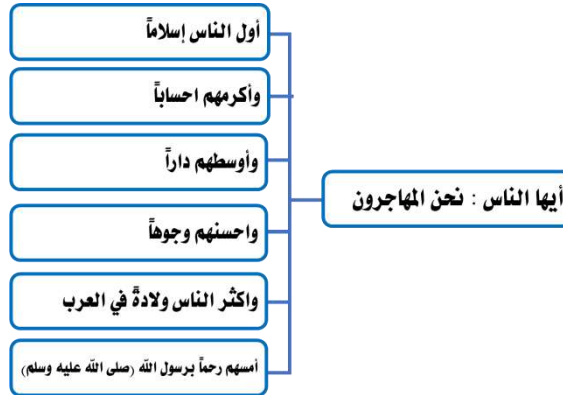 أيها الناس : نحن المهاجرون
أول الناس إسلاماً
وأكرمهم احساباً
وأوسطهم داراً
واحسنهم وجوهاً
واكثر الناس ولادةً في العرب
أمسهم رحماً برسول الله (صلى الله عليه وسلم)